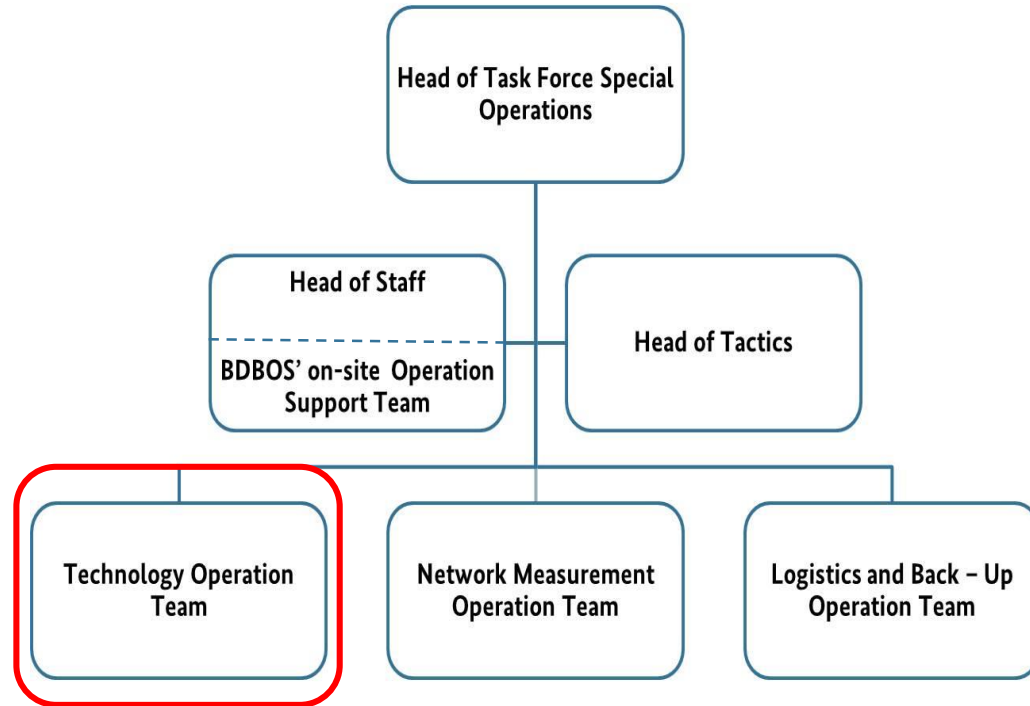 Head of Task Force Special
Operations
Head of Staff
BDBOS’ on-site Operation
Support Team
Head of Tactics
Technology Operation
Team
Network Measurement
Operation Team
Logistics and Back – Up
Operation Team